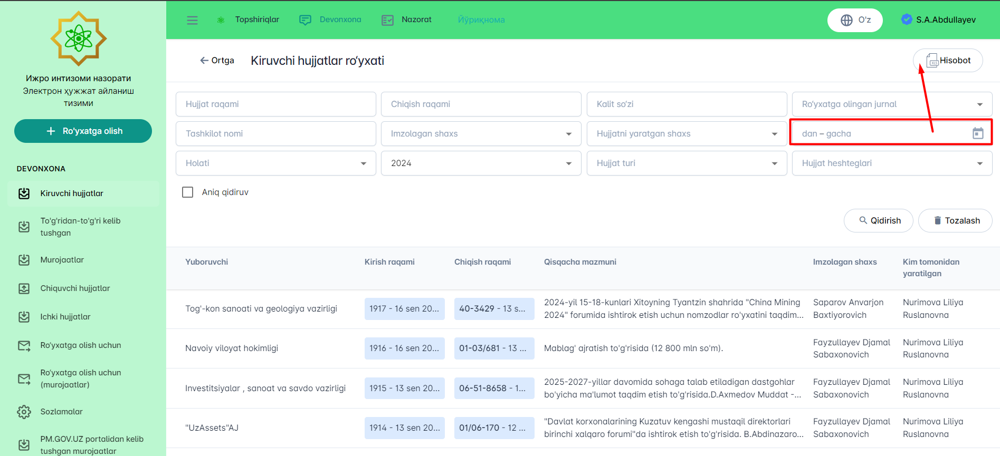 Ижро интизоми назорати
Электрон ҳужжат айланиш
тизими
Ro'yxatga olish
DEVONXONA
Kiruvchi hujjatlar
To'g'ridan-to'g'ri kelib
tushgan
Murojaatlar
Chiquvchi hujjatlar
Ichki hujjatlar
Ro‘yxatga olish uchun
Ro‘yxatga olish uchun
(murojaatlar)
Sozlamalar
PM.GOV.UZ portalidan kelib
tushgan murojaatlar
Topshiriqlar
Devonxona
Nazorat
Йўриқнома
O'z
S.A.Abdullayev
Ortga
Kiruvchi hujjatlar ro‘yxati
XLS
Hisobot
Hujjat raqami
Chiqish raqami
Kalit so‘zi
Ro‘yxatga olingan jurnal
Tashkilot nomi
Imzolagan shaxs
Hujjatni yaratgan shaxs
dan – gacha
Holati
2024
Hujjat turi
Hujjat heshteglari
Aniq qidiruv
Qidirish
Tozalash
Yuboruvchi
Kirish raqami
Chiqish raqami
Qisqacha mazmuni
Imzolagan shaxs
Kim tomonidan
yaratilgan
Tog'-kon sanoati va geologiya vazirligi
1917 - 16 sen 20...
40-3429 - 13 s...
2024-yil 15-18-kunlari Xitoyning Tyantzin shahrida "China Mining
2024" forumida ishtirok etish uchun nomzodlar ro'yxatini taqdim...
Saparov Anvarjon
Baxtiyorovich
Nurimova Liliya
Ruslanovna
Navoiy viloyat hokimligi
1916 - 16 sen 20...
01-03/681 - 13 ...
Mablag' ajratish to'g'risida (12 800 mln so'm).
Fayzullayev Djamal
Sabaxonovich
Nurimova Liliya
Ruslanovna
Investitsiyalar , sanoat va savdo vazirligi
1915 - 13 sen 20...
06-51-8658 - 1...
2025-2027-yillar davomida sohaga talab etiladigan dastgohlar
bo'yicha ma'lumot taqdim etish to'g'risida.D.Axmedov Muddat -...
Fayzullayev Djamal
Sabaxonovich
Nurimova Liliya
Ruslanovna
"UzAssets"AJ
1914 - 13 sen 20...
01/06-170 - 12 ...
"Davlat korxonalarining Kuzatuv kengashi mustaqil direktorlari
birinchi xalqaro forumi"da ishtirok etish to'g'risida. B.Abdinazaro...
Fayzullayev Djamal
Sabaxonovich
Nurimova Liliya
Ruslanovna